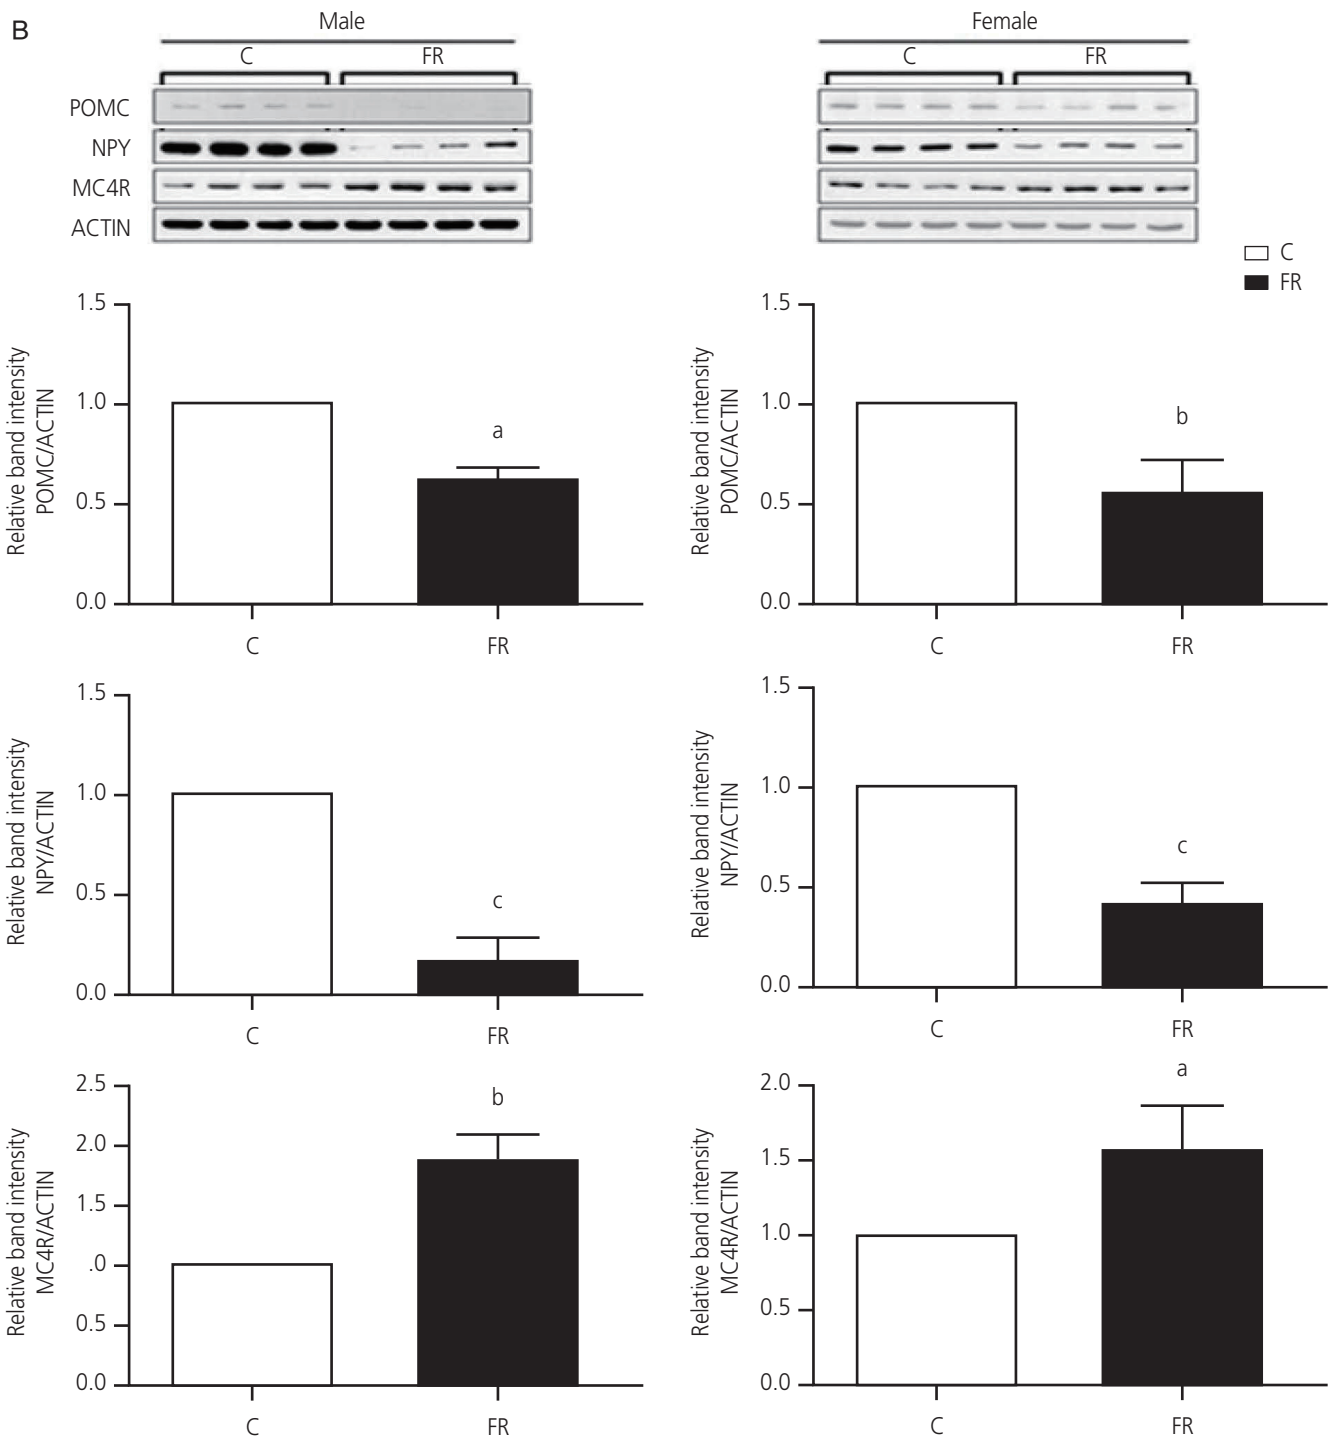 B
Male
Female
C
FR
C
FR
POMC
NPY
MC4R
ACTIN
C
FR
Relative band intensity
POMC/ACTIN
1.5
1.0
0.5
0.0
a
C
FR
Relative band intensity
POMC/ACTIN
1.5
1.0
0.5
0.0
b
C
FR
Relative band intensity
NPY/ACTIN
1.5
1.0
0.5
0.0
c
C
FR
Relative band intensity
NPY/ACTIN
1.5
1.0
0.5
0.0
c
C
FR
Relative band intensity
MC4R/ACTIN
2.5
2.0
1.5
.0
0.5
0.0
b
C
FR
Relative band intensity
MC4R/ACTIN
2.0
1.5
1.0
0.5
0.0
a
C
FR